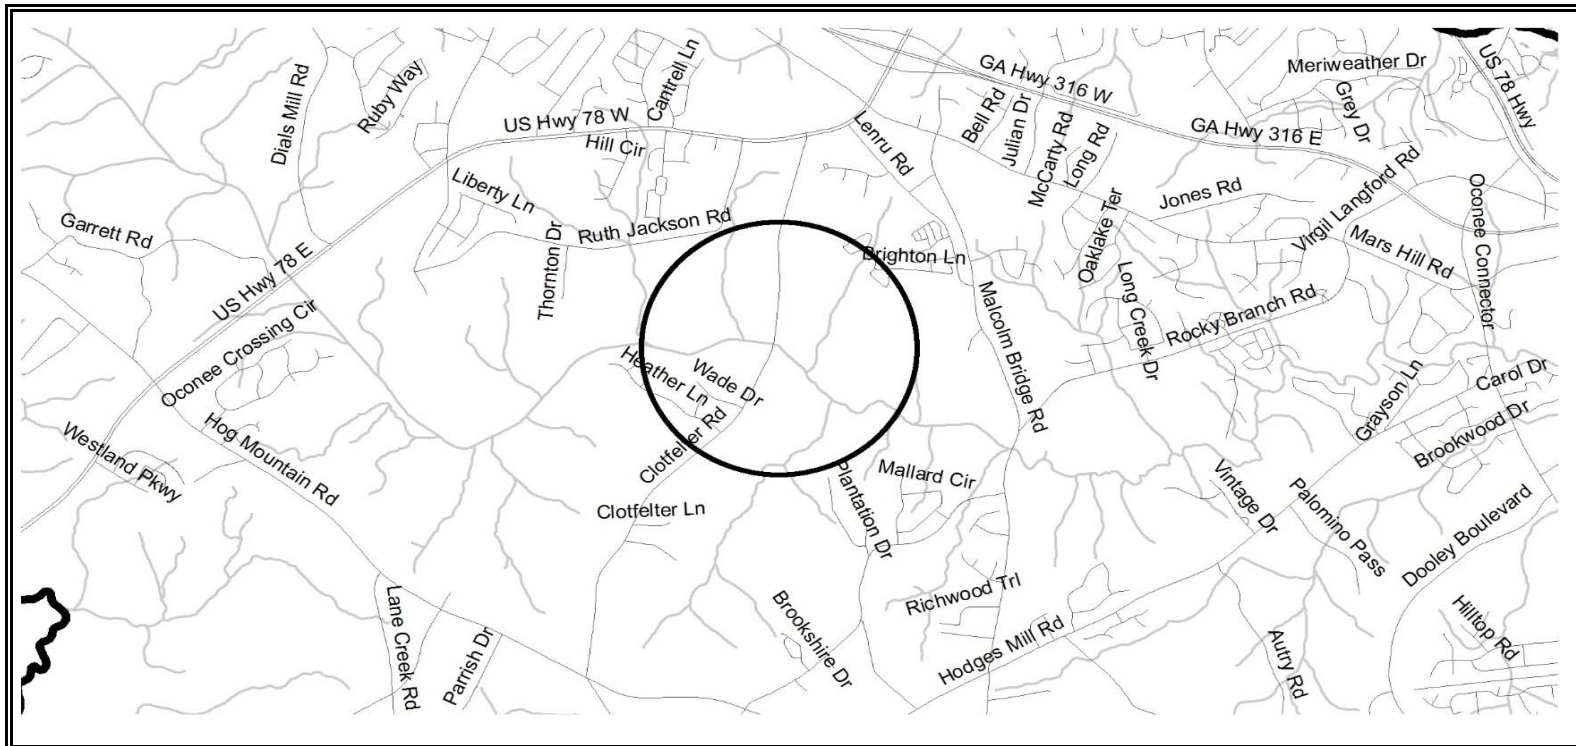 US 78 Hwy
Meriweather Dr
GA Hwy 316 W
Cantrell Ln
Ruby Way
Dials Mill Rd
Grey Dr
Bell Rd
Julian Dr
US Hwy 78 W
GA Hwy 316 E
Lenru Rd
McCarty Rd
Long Rd
Hill Cir
Virgil Langford Rd
Liberty Ln
Jones Rd
Oconee Connector
Garrett Rd
Ruth Jackson Rd
Oaklake Ter
Thornton Dr
Brighton Ln
Mars Hill Rd
US Hwy 78 E
Long Creek Dr
Rocky Branch Rd
Malcolm Bridge Rd
Oconee Crossing Cir
Heather Ln
Wade Dr
Carol Dr
Grayson Ln
Clotfelter Rd
Brookwood Dr
Hog Mountain Rd
Westland Pkwy
Mallard Cir
Plantation Dr
Vintage Dr
Palomino Pass
Clotfelter Ln
Dooley Boulevard
Richwood Trl
Brookshire Dr
Lane Creek Rd
Hilltop Rd
Hodges Mill Rd
Parrish Dr
Autry Rd